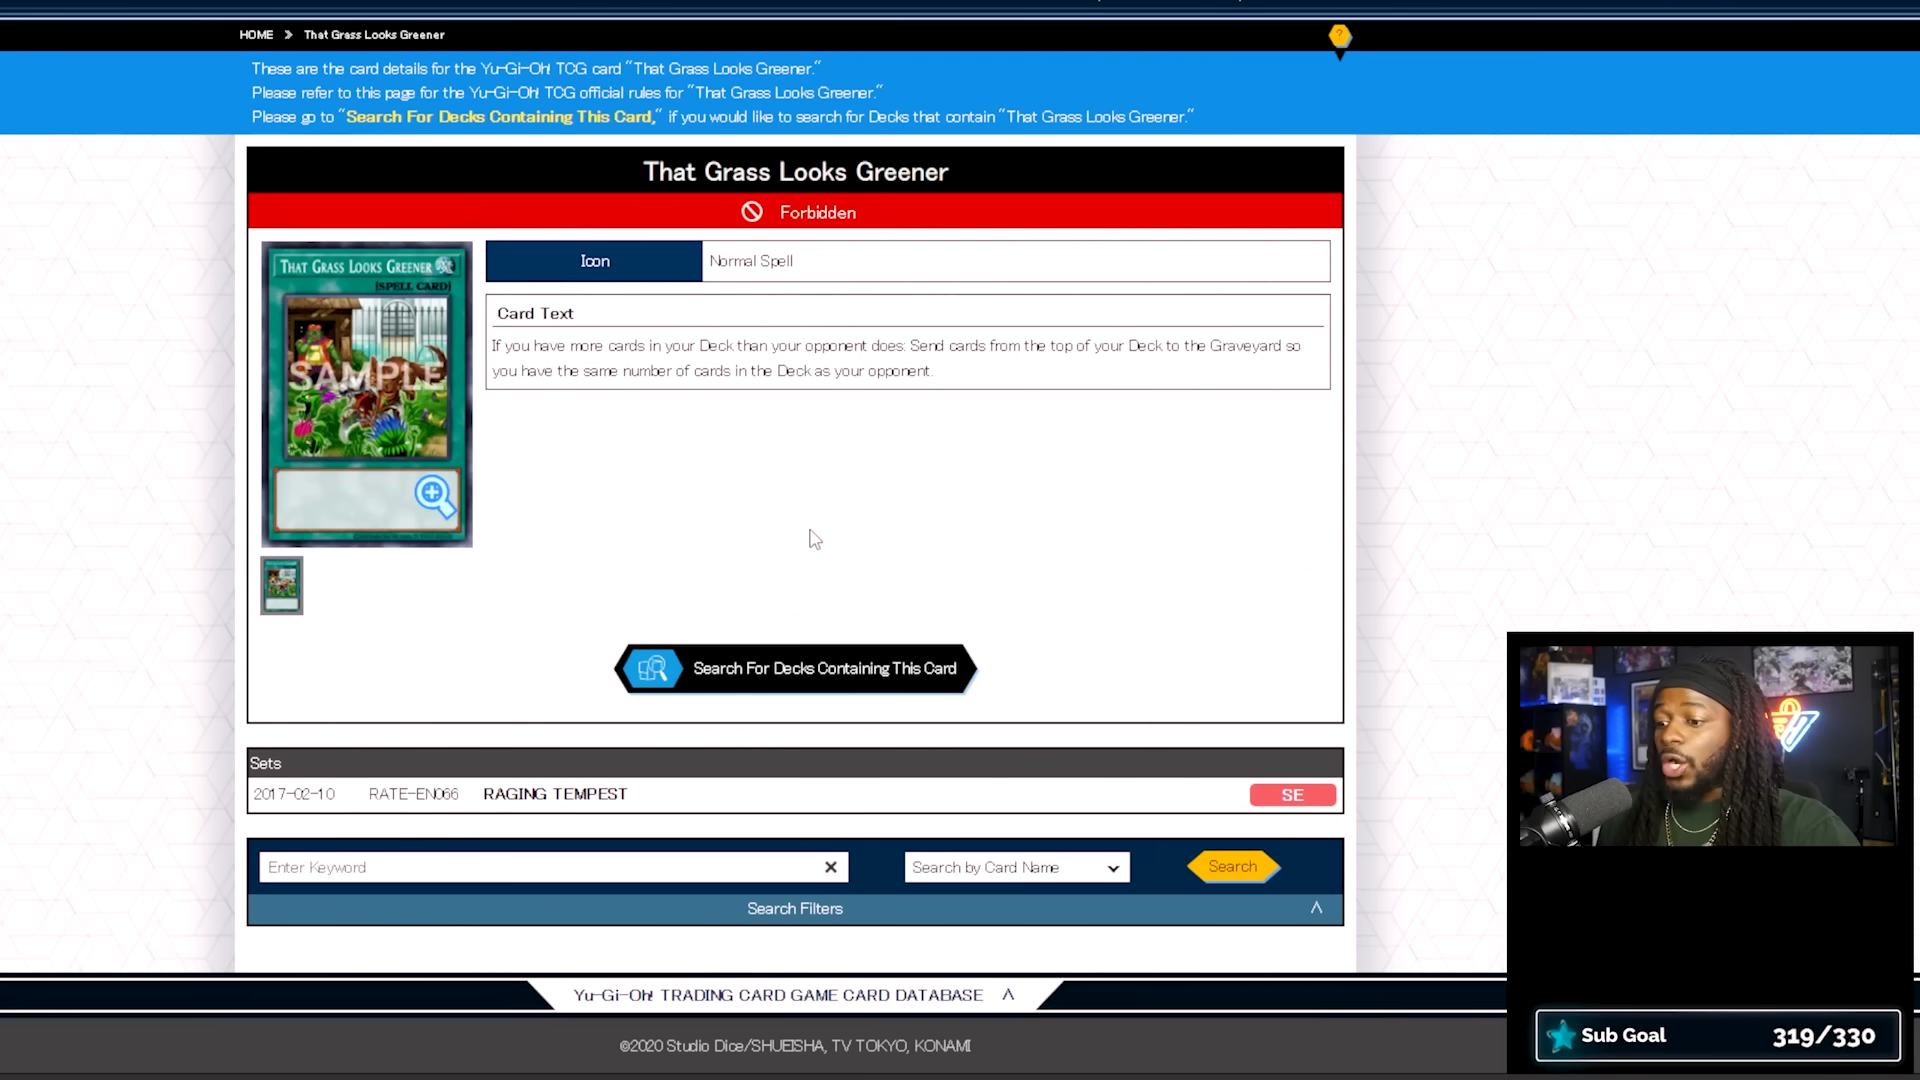 HOME » That Grass Looks Greener
?
These are the card details for the Yu-Gi-Oh! TCG card "That Grass Looks Greener."
Please refer to this page for the Yu-Gi-Oh! TCG official rules for "That Grass Looks Greener."
Please go to "Search For Decks Containing This Card," if you would like to search for Decks that contain "That Grass Looks Greener."
That Grass Looks Greener
Forbidden
THAT GRASS LOOKS GREENER
[SPELL CARD]
SAMPLE
Icon
Normal Spell
Card Text
If you have more cards in your Deck than your opponent does: Send cards from the top of your Deck to the Graveyard so
you have the same number of cards in the Deck as your opponent.
Search For Decks Containing This Card
Sets
2017-02-10 RATE-EN066 RAGING TEMPEST SE
Enter Keyword
Search by Card Name
Search
Search Filters
Yu-Gi-Oh! TRADING CARD GAME CARD DATABASE
©2020 Studio Dice/SHUEISHA, TV TOKYO, KONAMI
Sub Goal 319/330